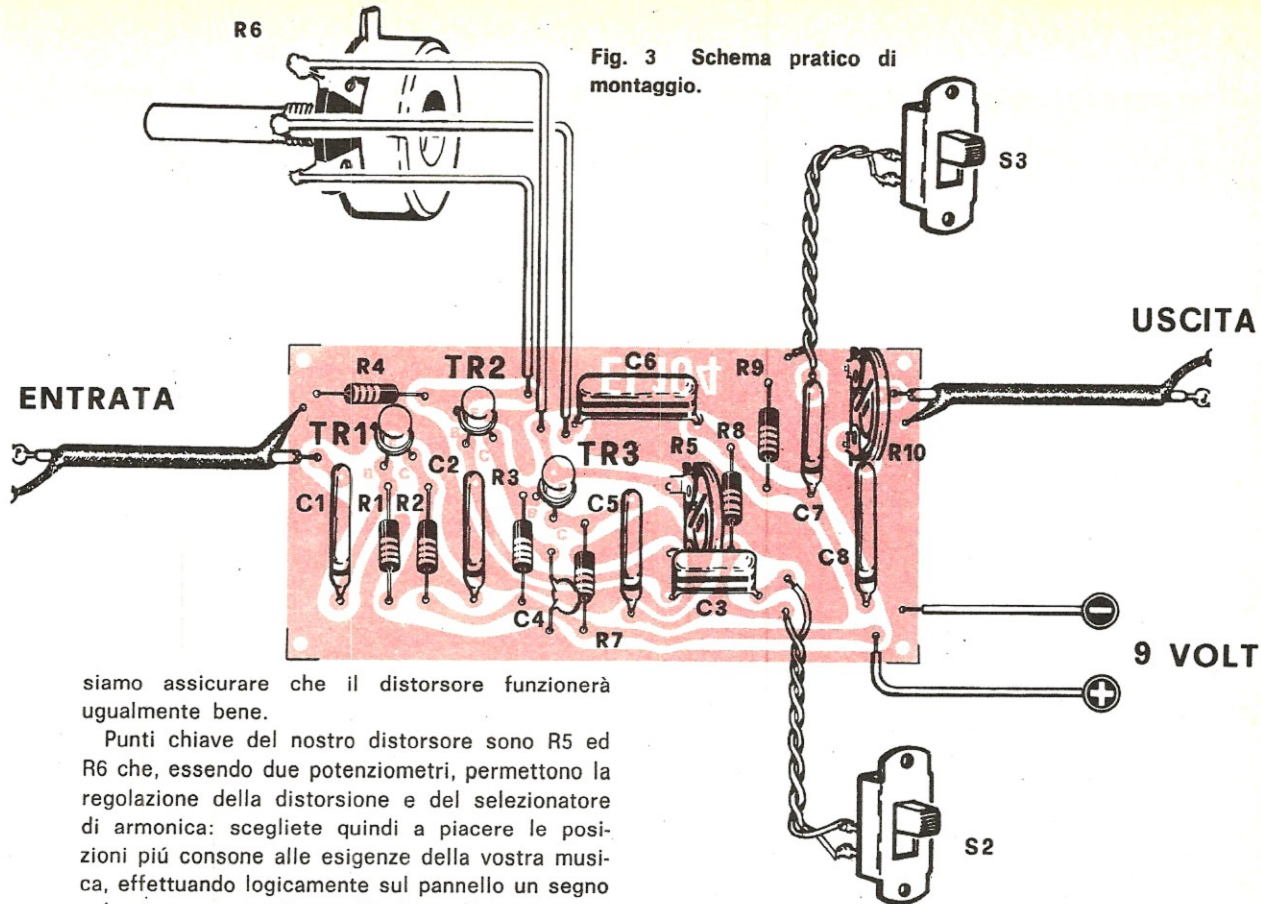 R6
Fig. 3 Schema pratico di
montaggio.
S3
USCITA
ENTRATA
R4
TR2
C6
R9
TR1
TR3
R5
R8
R10
C1
R1
R2
C2
R3
C5
C7
C8
C4
R7
C3
9 VOLT
S2
B
C
B
C
B
C
siamo assicurare che il distorsore funzionerà
ugualmente bene.
Punti chiave del nostro distorsore sono R5 ed
R6 che, essendo due potenziometri, permettono la
regolazione della distorsione e del selezionatore
di armonica: scegliete quindi a piacere le posi-
zioni piú consone alle esigenze della vostra musi-
ca, effettuando logicamente sul pannello un segno